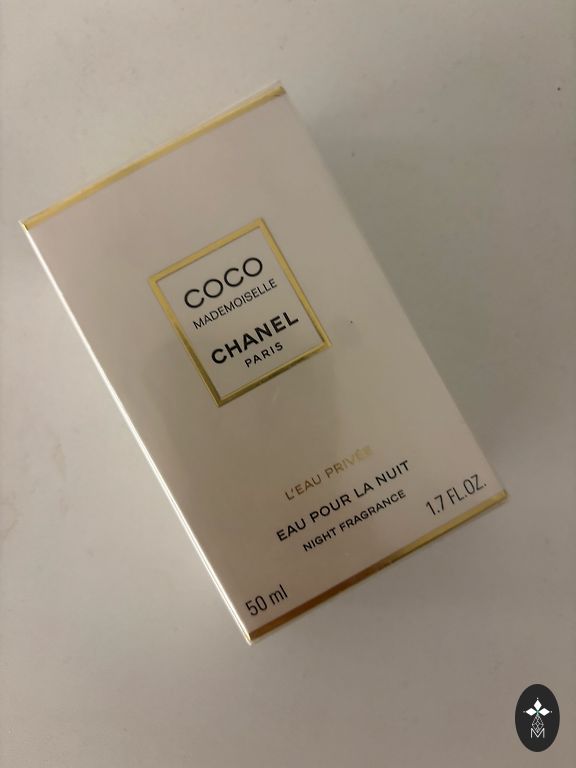 COCO
MADEMOISELLE
CHANEL
PARIS
L'EAU PRIVÉE
EAU POUR LA NUIT
NIGHT FRAGRANCE
50 ml
1.7 FL.OZ.
M